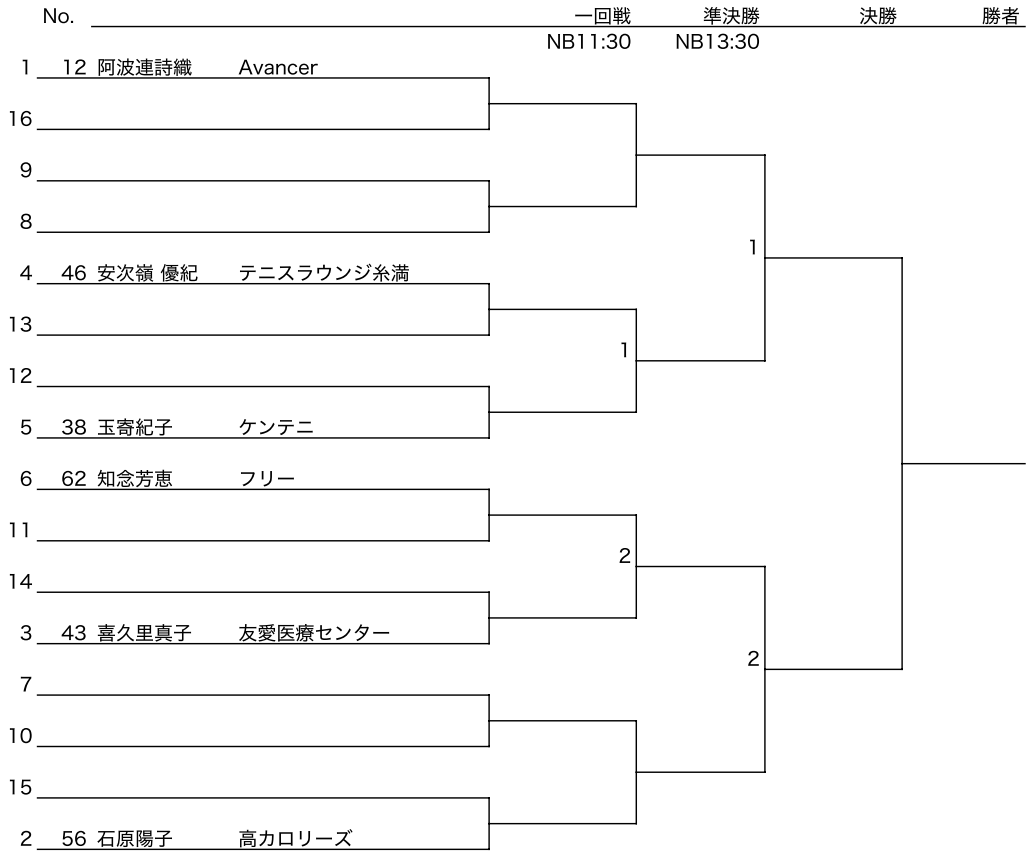 No. 一回戦 準決勝 決勝 勝者
NB11:30 NB13:30
1 12 阿波連詩織 Avancer
16
9
8
1
4 46 安次嶺 優紀 テニスラウンジ糸満
13
1
12
5 38 玉寄紀子 ケンテニ
6 62 知念芳恵 フリー
11
2
14
3 43 喜久里真子 友愛医療センター
2
7
10
15
2 56 石原陽子 高カロリーズ